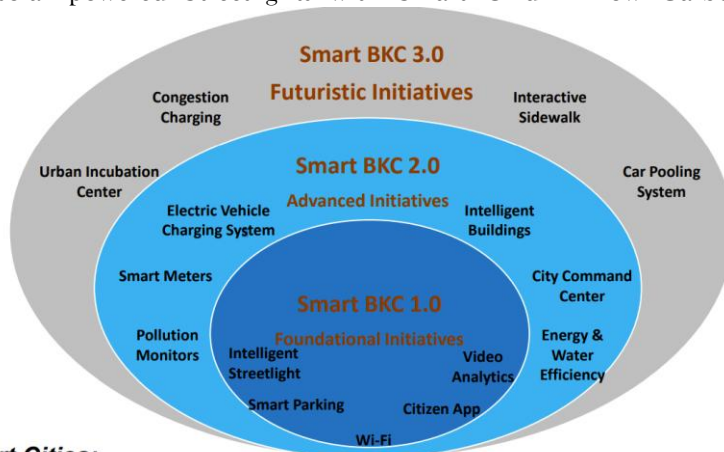 Smart BKC 3.0
Futuristic Initiatives
Congestion
Charging
Interactive
Sidewalk
Urban Incubation
Center
Car Pooling
System
Smart BKC 2.0
Advanced Initiatives
Electric Vehicle
Charging System
Intelligent
Buildings
Smart Meters
City Command
Center
Pollution
Monitors
Energy &
Water
Efficiency
Smart BKC 1.0
Foundational Initiatives
Intelligent
Streetlight
Video
Analytics
Smart Parking
Citizen App
Wi-Fi